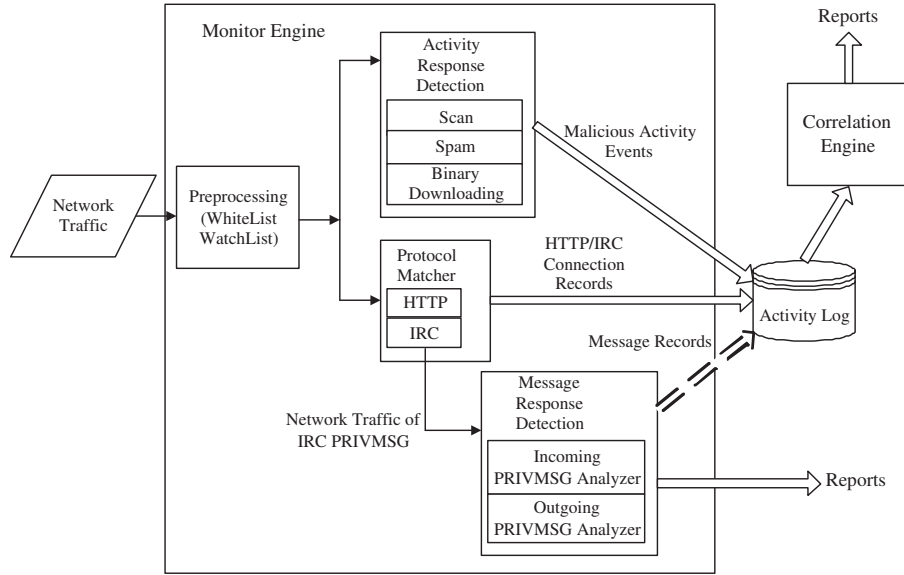 Reports
Monitor Engine
Activity
Response
Detection
Scan
Spam
Binary
Downloading
Malicious Activity
Events
Correlation
Engine
Network
Traffic
Preprocessing
(WhiteList
WatchList)
Protocol
Matcher
HTTP
IRC
HTTP/IRC
Connection
Records
Activity Log
Message Records
Network Traffic of
IRC PRIVMSG
Message
Response
Detection
Incoming
PRIVMSG Analyzer
Outgoing
PRIVMSG Analyzer
Reports